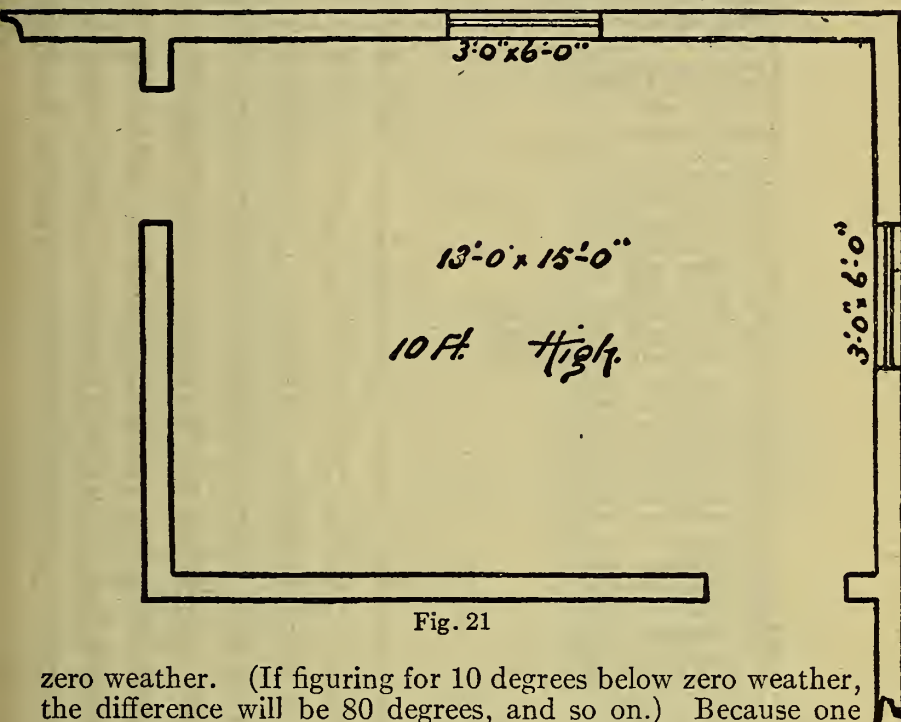 3'-0"x6'-0"
13'-0"x 15'-0"
3'-0"x 6'-0"
10 Ft. High.
Fig. 21
zero weather. (If figuring for 10 degrees below zero weather,
the difference will be 80 degrees, and so on.) Because one